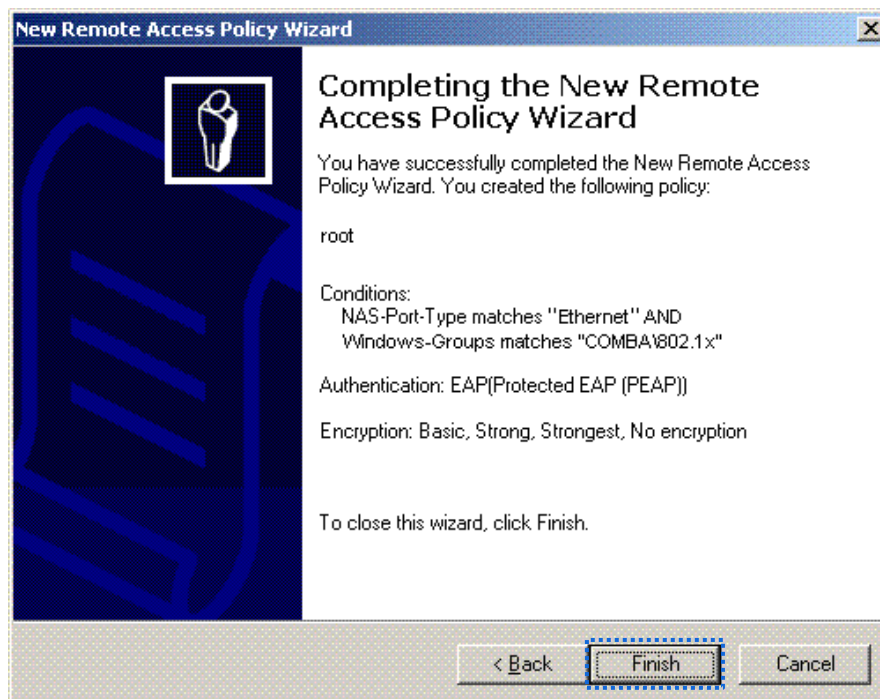 New Remote Access Policy Wizard
Completing the New Remote
Access Policy Wizard
You have successfully completed the New Remote Access
Policy Wizard. You created the following policy:
root
Conditions:
NAS-Port-Type matches "Ethernet" AND
Windows-Groups matches "COMBA\802.1x"
Authentication: EAP(Protected EAP (PEAP))
Encryption: Basic, Strong, Strongest, No encryption
To close this wizard, click Finish.
< Back Finish Cancel